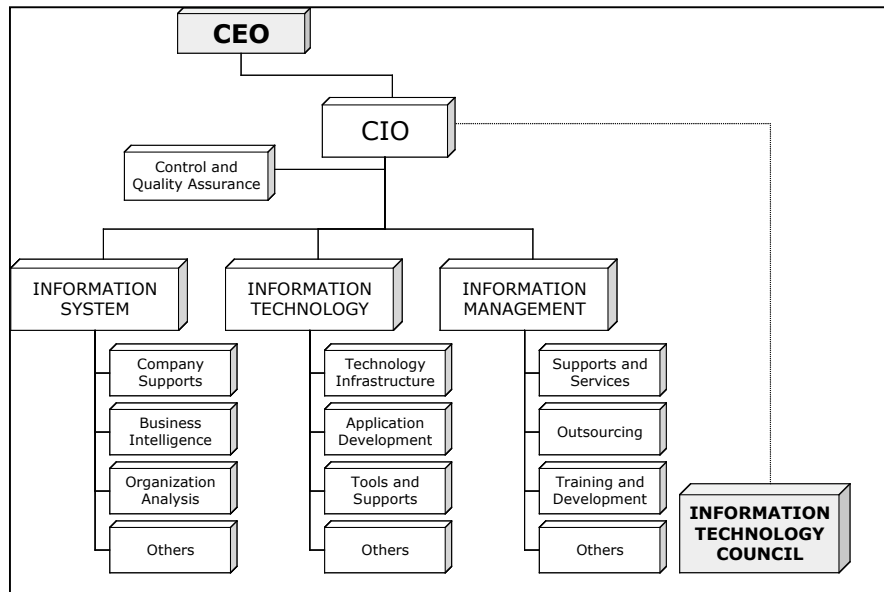 CEO
CIO
Control and
Quality Assurance
INFORMATION
SYSTEM
INFORMATION
TECHNOLOGY
INFORMATION
MANAGEMENT
Company
Supports
Business
Intelligence
Organization
Analysis
Others
Technology
Infrastructure
Application
Development
Tools and
Supports
Others
Supports and
Services
Outsourcing
Training and
Development
Others
INFORMATION
TECHNOLOGY
COUNCIL